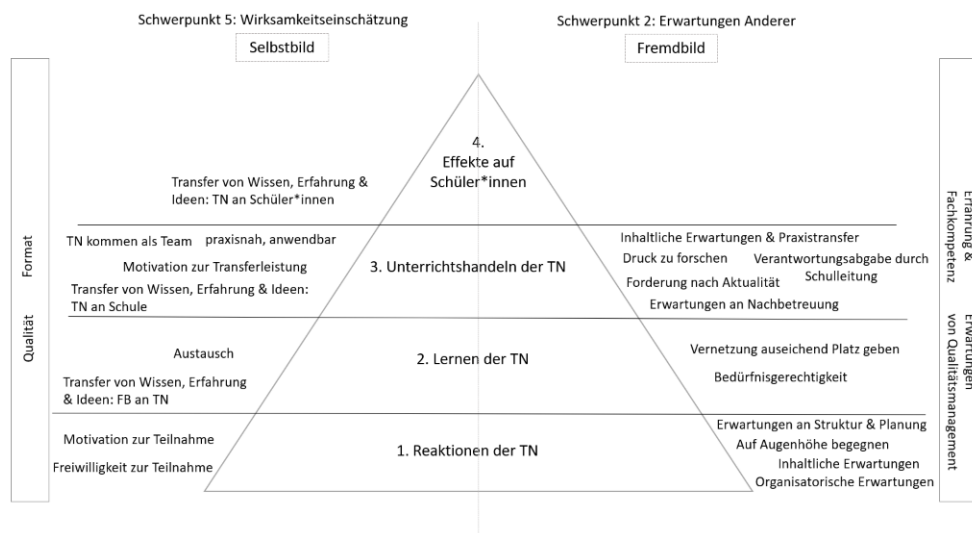 Schwerpunkt 5: Wirksamkeitseinschätzung
Selbstbild
Schwerpunkt 2: Erwartungen Anderer
Fremdbild
Format
Qualität
Erfahrung &
Fachkompetenz
Erwartungen
von Qualitätsmanagement
4.
Effekte auf
Schüler*innen
Transfer von Wissen, Erfahrung &
Ideen: TN an Schüler*innen
TN kommen als Team
praxisnah, anwendbar
Motivation zur Transferleistung
Transfer von Wissen, Erfahrung & Ideen:
TN an Schule
3. Unterrichtshandeln der TN
Inhaltliche Erwartungen & Praxistransfer
Druck zu forschen
Verantwortungsabgabe durch
Schulleitung
Forderung nach Aktualität
Erwartungen an Nachbetreuung
Austausch
Transfer von Wissen, Erfahrung
& Ideen: FB an TN
2. Lernen der TN
Vernetzung auseichend Platz geben
Bedürfnisgerechtigkeit
Motivation zur Teilnahme
Freiwilligkeit zur Teilnahme
1. Reaktionen der TN
Erwartungen an Struktur & Planung
Auf Augenhöhe begegnen
Inhaltliche Erwartungen
Organisatorische Erwartungen